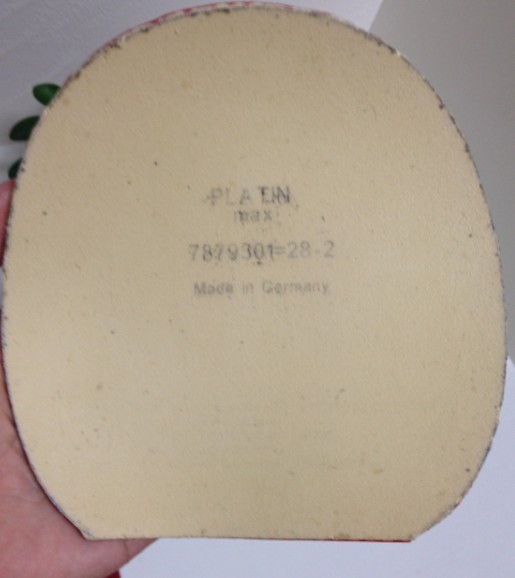 PLATIN
max
7879301=28-2
Made in Germany